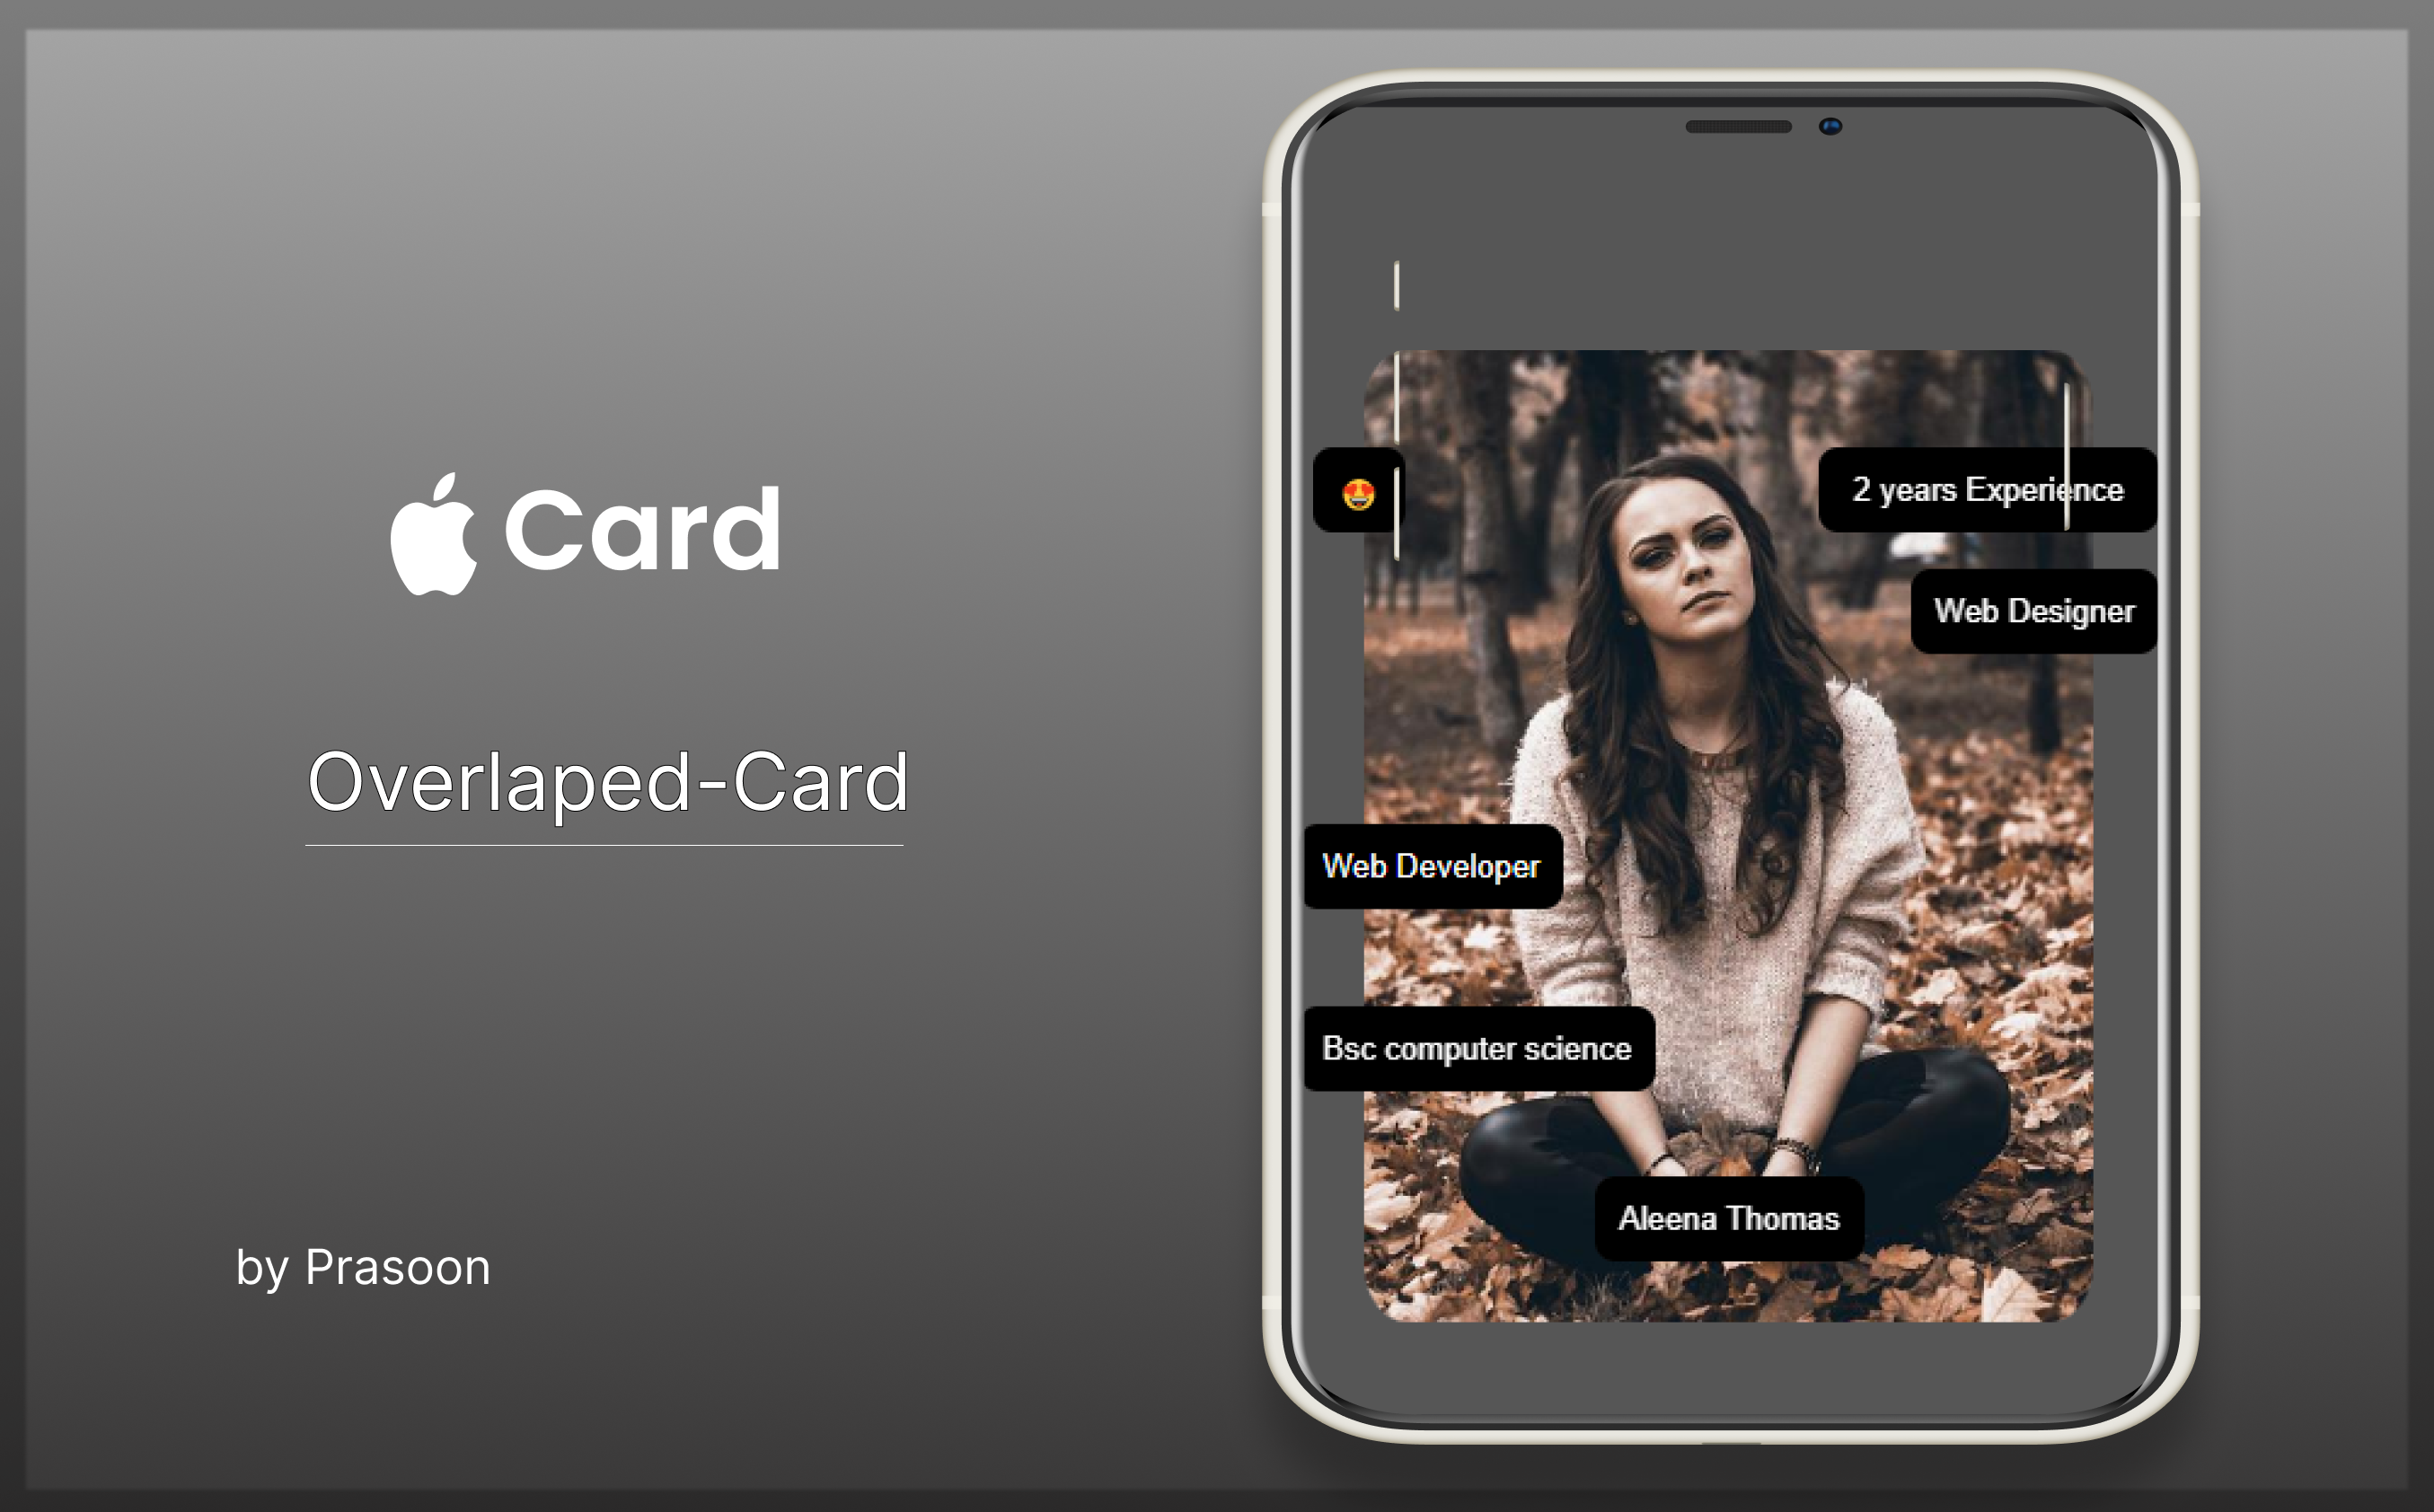 Card
Overlaped-Card
by Prasoon
😍
2 years Experience
Web Designer
Web Developer
Bsc computer science
Aleena Thomas